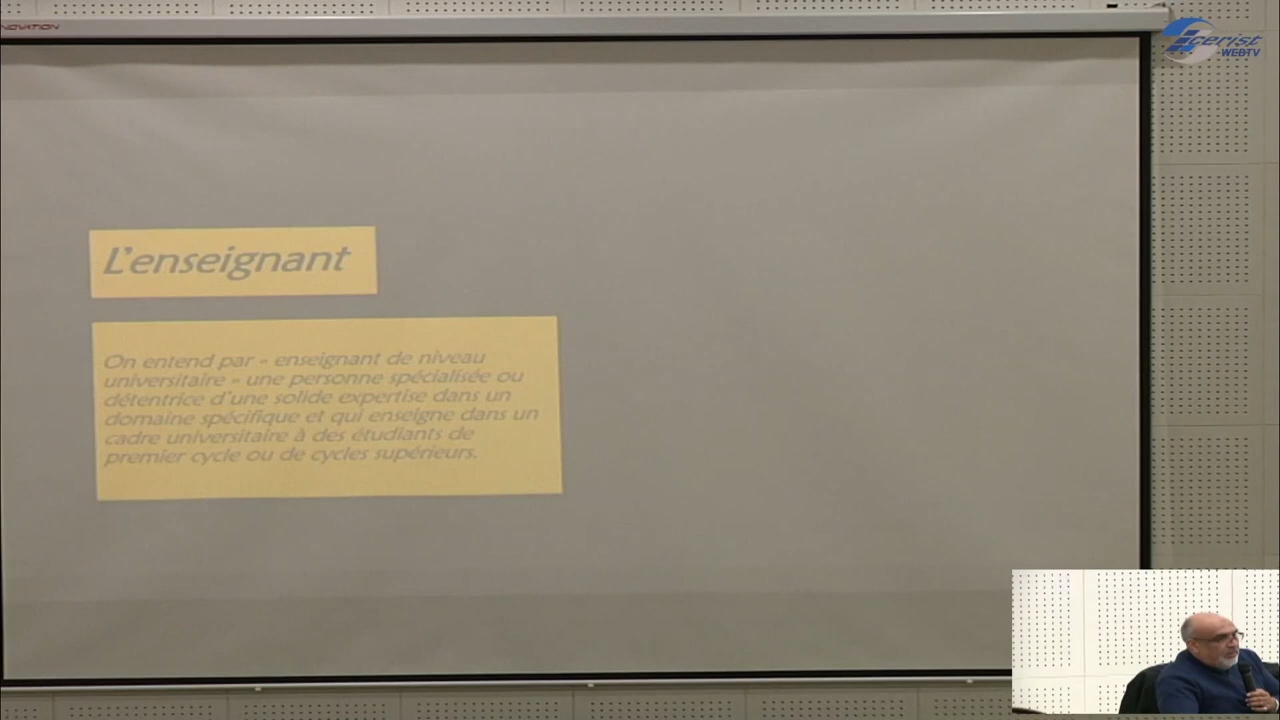 NOVATION
cerist
WEBTV
L'enseignant
On entend par « enseignant de niveau
universitaire » une personne spécialisée ou
détentrice d'une solide expertise dans un
domaine spécifique et qui enseigne dans un
cadre universitaire à des étudiants de
premier cycle ou de cycles supérieurs.